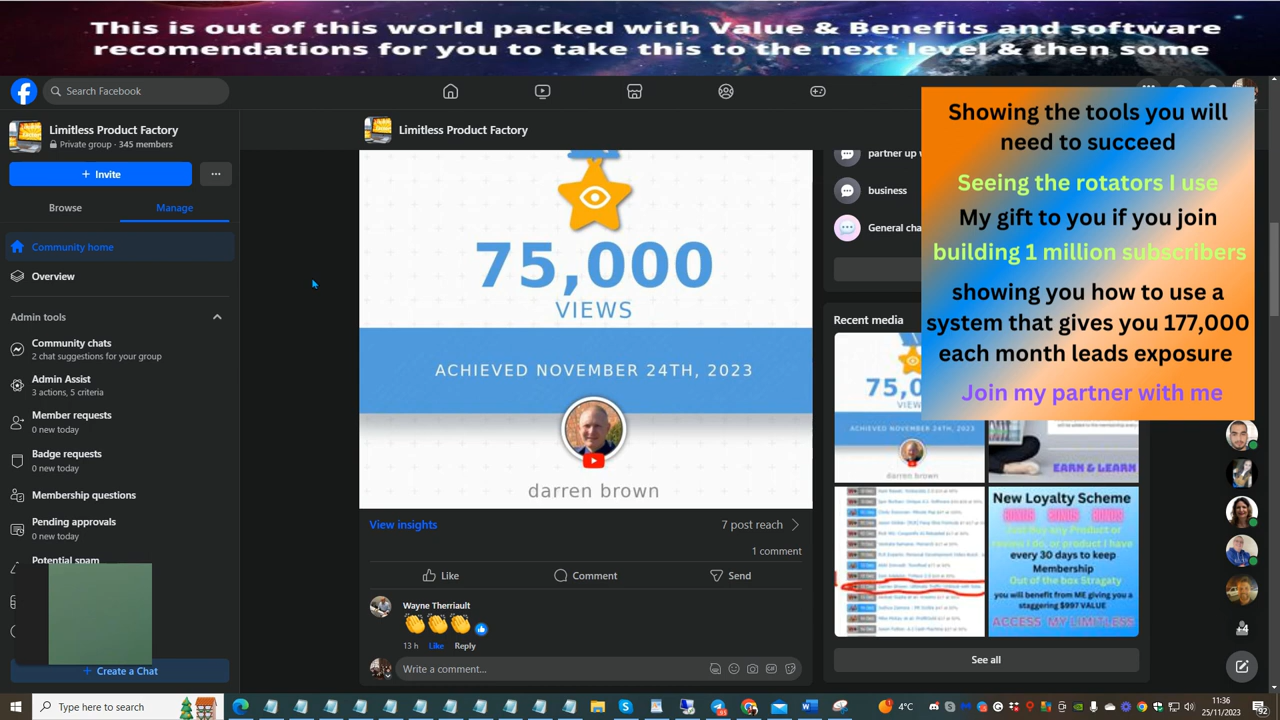 This is out of this world packed with Value & Benefits and software
recomendations for you to take this to the next level & then some
Search Facebook
Limitless Product Factory
Private group · 345 members
+ Invite
Browse
Manage
Community home
Overview
Admin tools
Community chats
2 chat suggestions for your group
Admin Assist
3 actions, 5 criteria
Member requests
0 new today
Badge requests
0 new today
Membership questions
Pending approvals
0 new today
+ Create a Chat
Limitless Product Factory
75,000
VIEWS
ACHIEVED NOVEMBER 24TH, 2023
darren brown
View insights
7 post reach
1 comment
Like
Comment
Send
Wayne Therriault
13 h
Like
Reply
Write a comment...
partner up
business
General cha
Recent media
75,0
VIEWS
ACHIEVED NOVEMBER 24TH, 2023
darren brown
EARN & LEARN
New Loyalty Scheme
BONUS BONUS BONUS
every 30 days to keep
Membership
Out of the box Stragaty
you will benefit from ME giving you a
staggering $997 VALUE
ACCESS MY LIMITLESS
See all
Showing the tools you will
need to succeed
Seeing the rotators I use
My gift to you if you join
building 1 million subscribers
showing you how to use a
system that gives you 177,000
each month leads exposure
Join my partner with me
Type here to search
4°C
11:36
25/11/2023
92